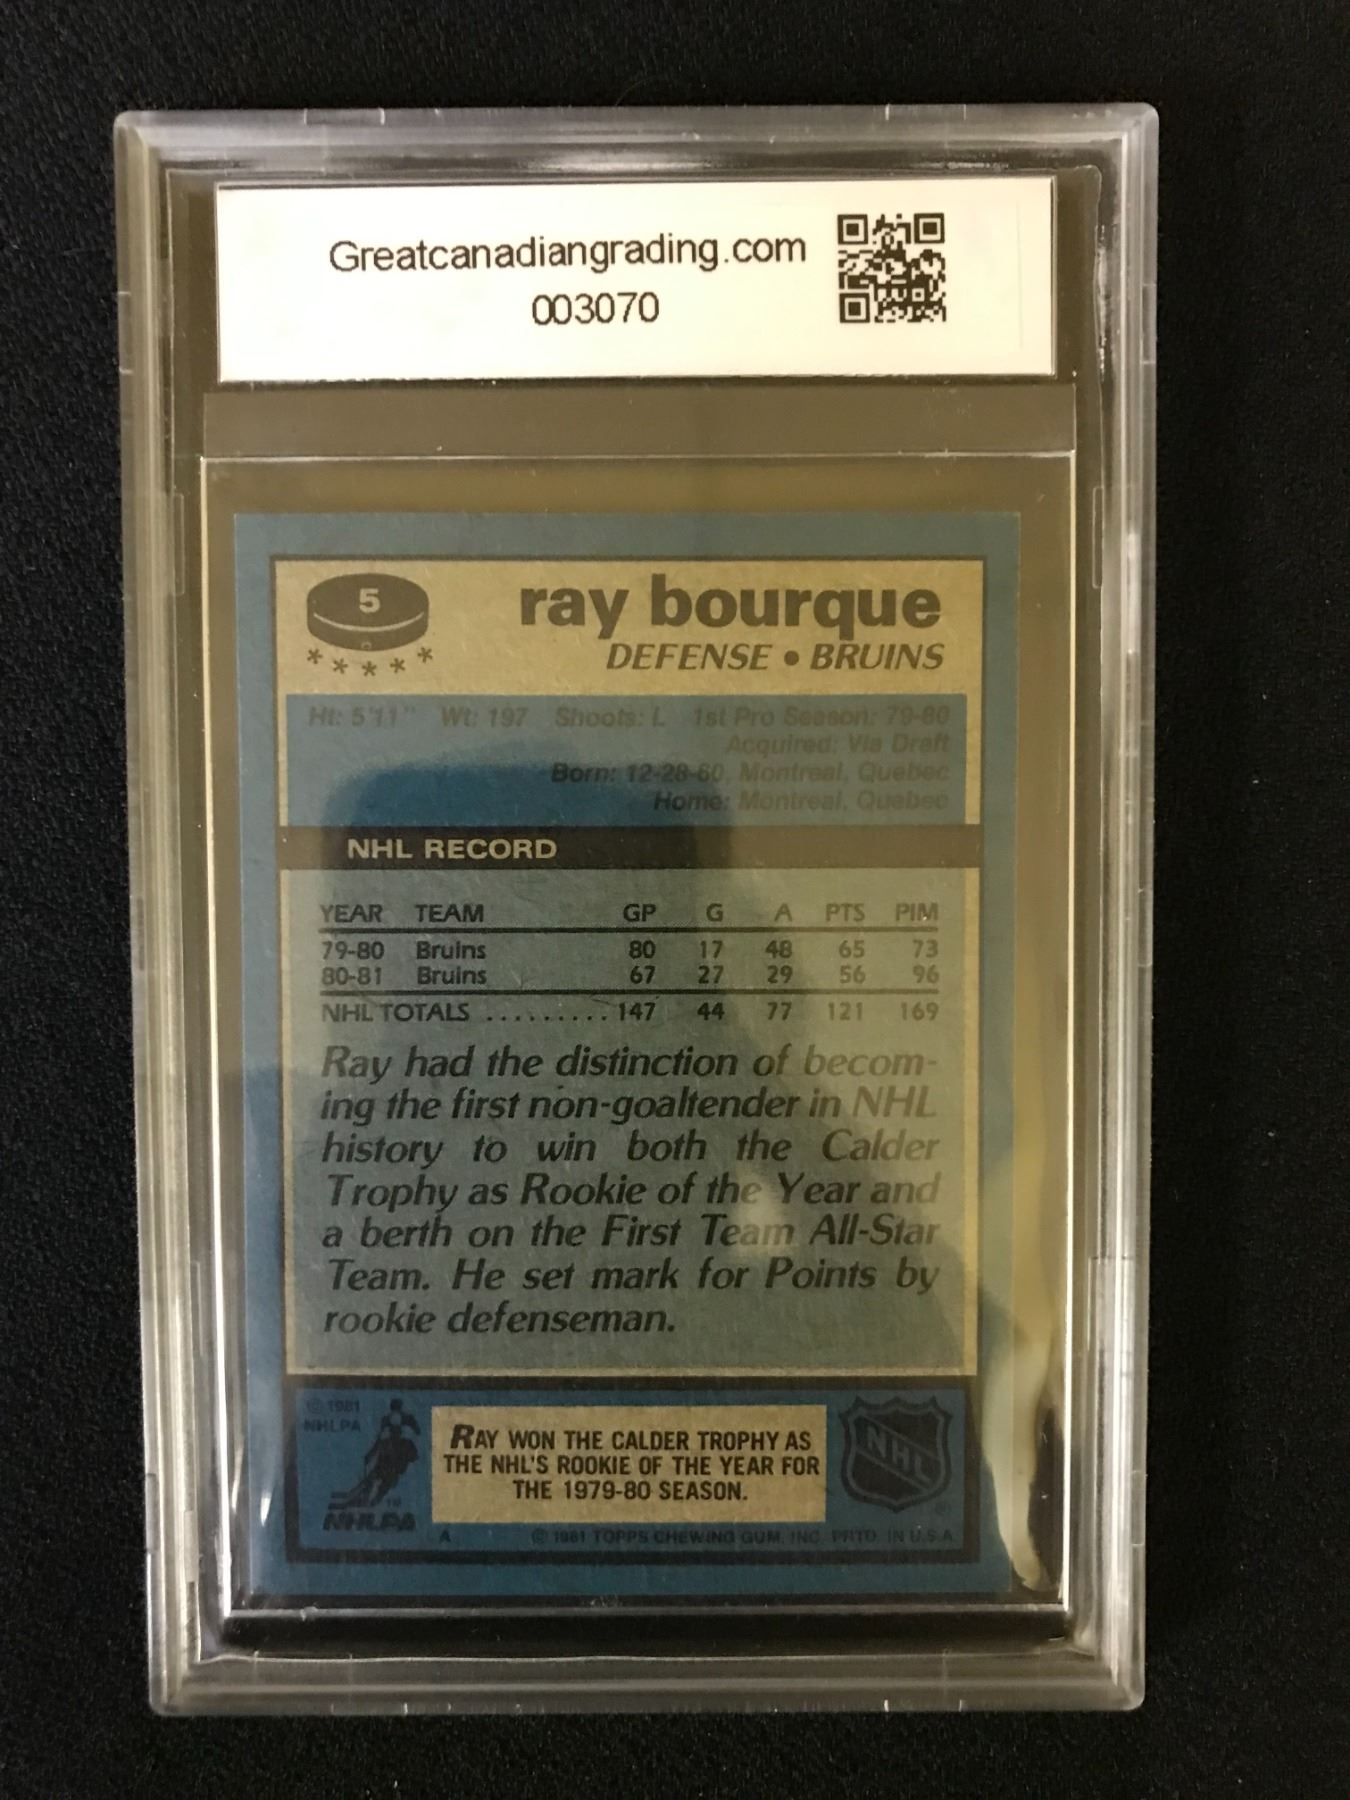 Greatcanadiangrading.com
003070
5
ray bourque
* * * * *
DEFENSE • BRUINS
Ht: 5'11" Wt: 197 Shoots: L 1st Pro Season: 79-80
Acquired: Via Draft
Born: 12-28-60, Montreal, Quebec
Home: Montreal, Quebec
NHL RECORD
YEAR TEAM GP G A PTS PIM
79-80 Bruins 80 17 48 65 73
80-81 Bruins 67 27 29 56 96
NHL TOTALS ......... 147 44 77 121 169
Ray had the distinction of becom-
ing the first non-goaltender in NHL
history to win both the Calder
Trophy as Rookie of the Year and
a berth on the First Team All-Star
Team. He set mark for Points by
rookie defenseman.
© 1981
NHLPA
RAY WON THE CALDER TROPHY AS
THE NHL'S ROOKIE OF THE YEAR FOR
THE 1979-80 SEASON.
NHL
®
TM
NHLPA
A © 1981 TOPPS CHEWING GUM, INC. PRTD. IN U.S.A.